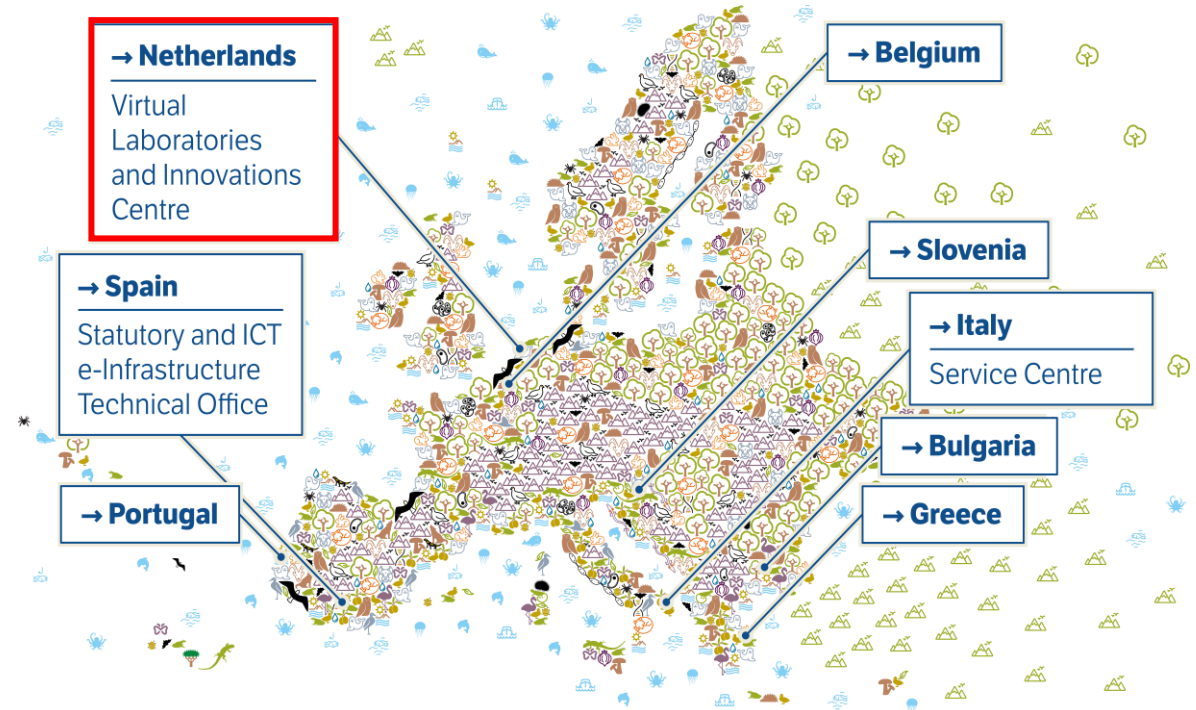 → Netherlands
Virtual
Laboratories
and Innovations
Centre
→ Spain
Statutory and ICT
e-Infrastructure
Technical Office
→ Portugal
→ Belgium
→ Slovenia
→ Italy
Service Centre
→ Bulgaria
→ Greece